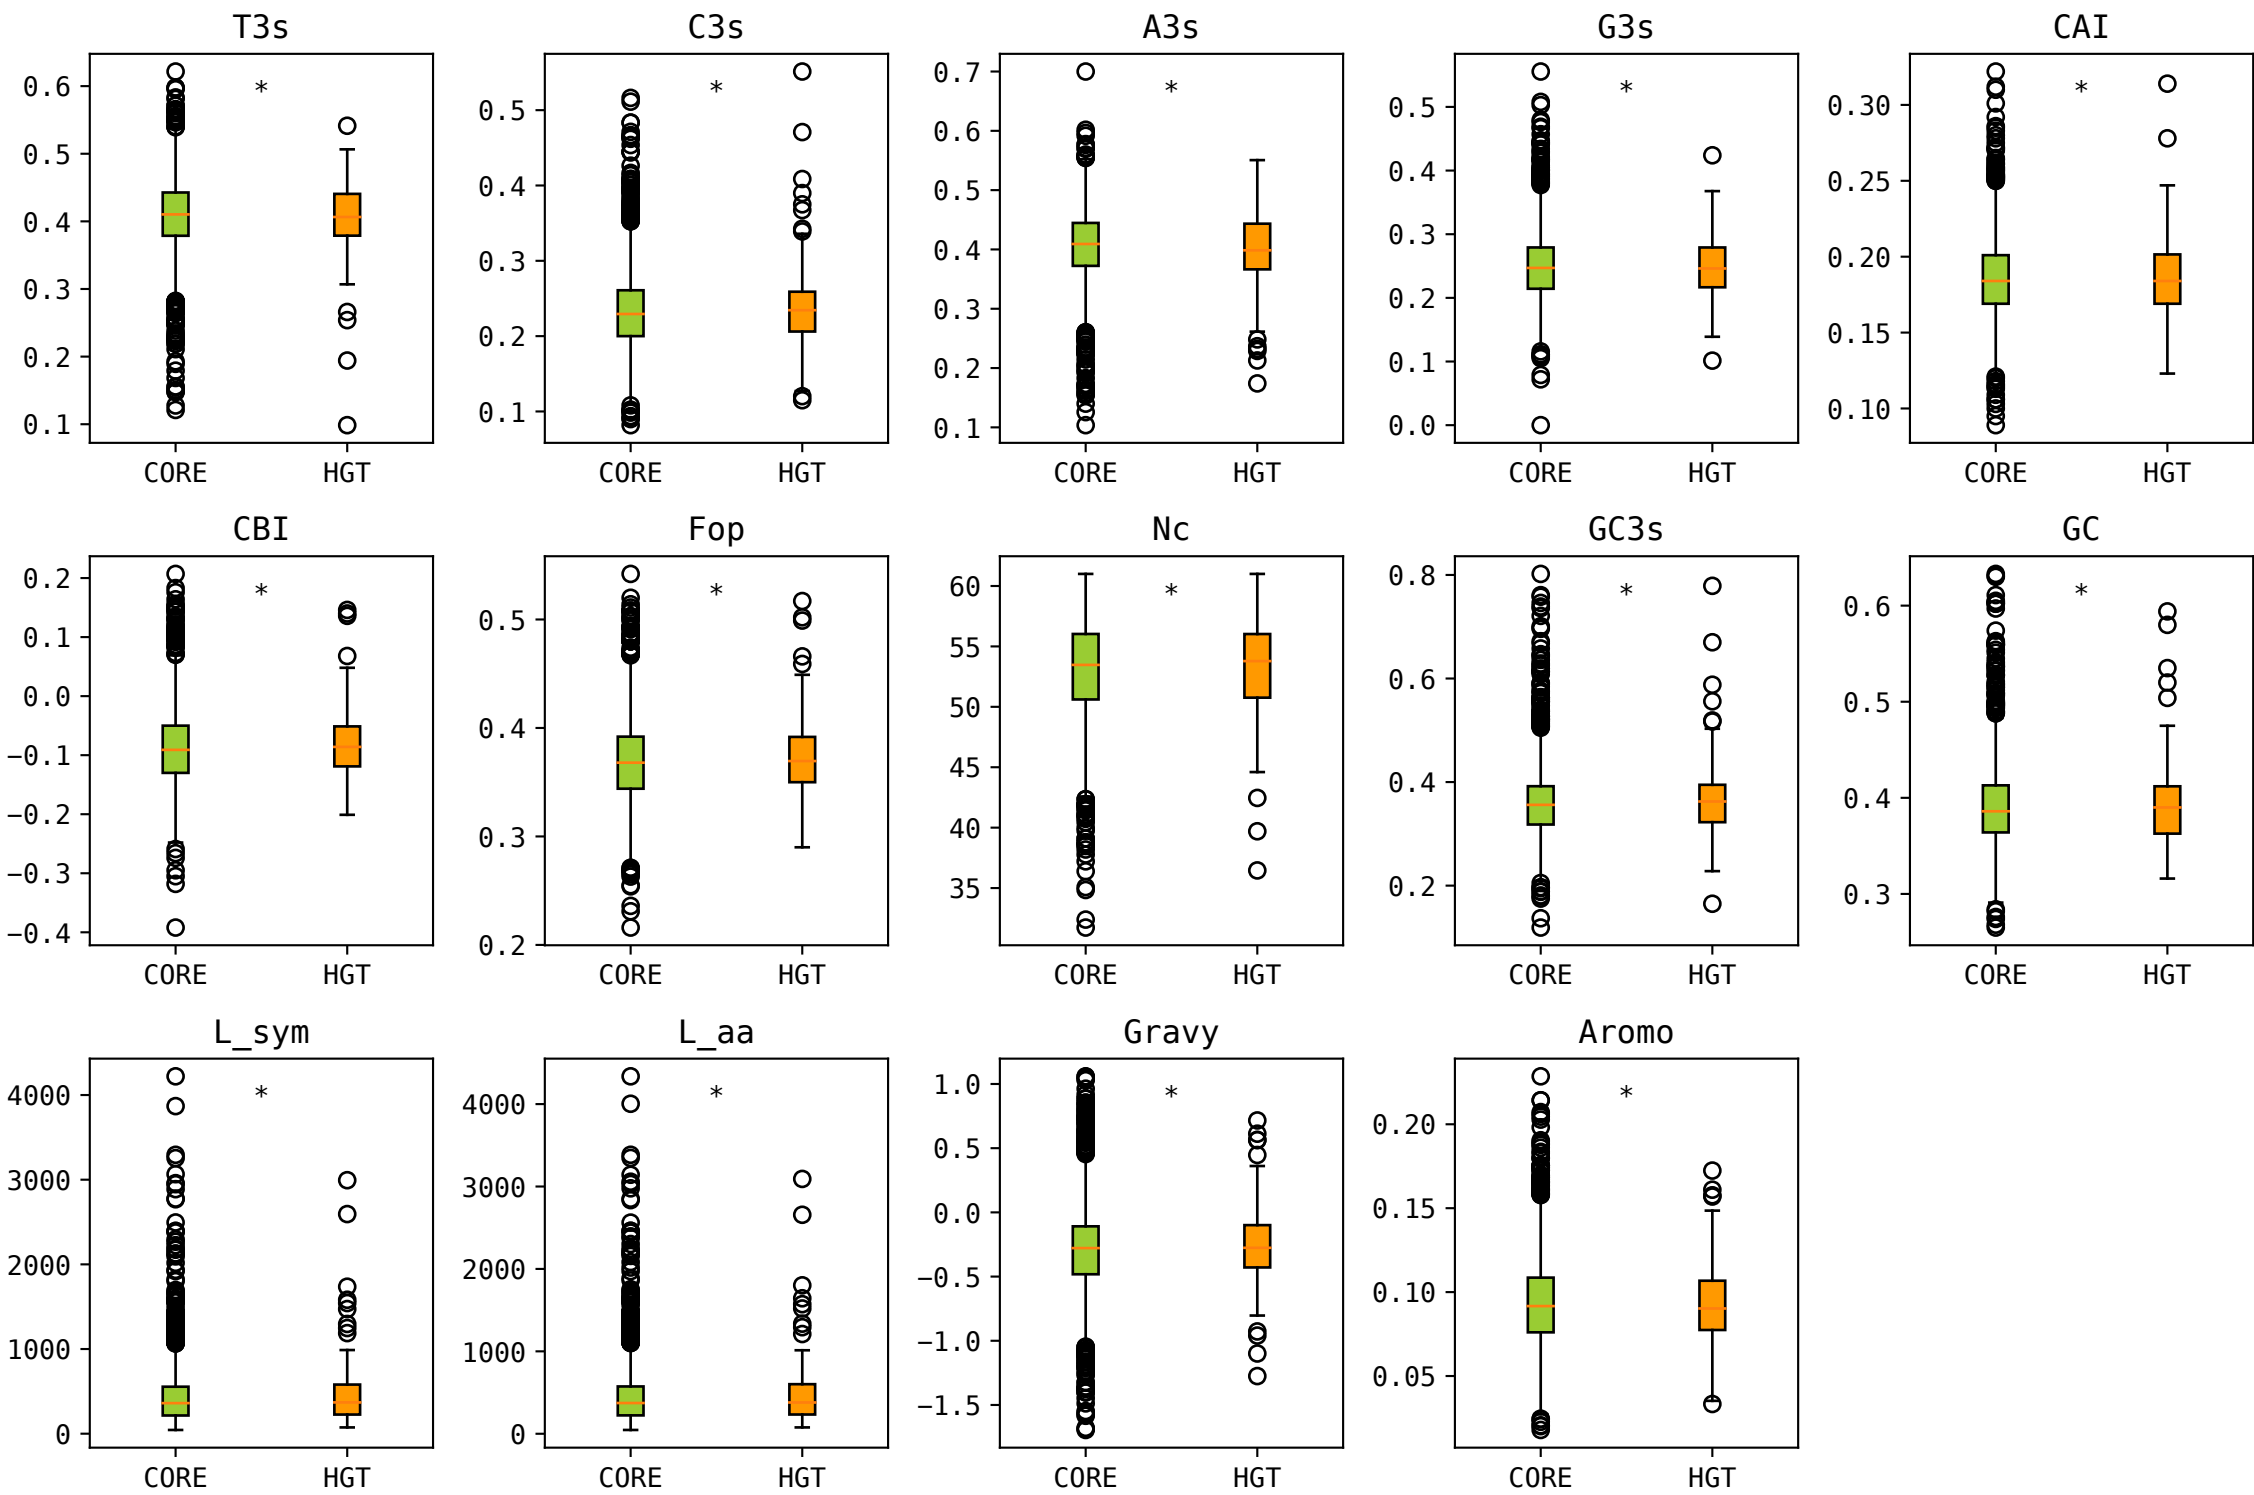 T3s C3s A3s G3s CAI
0.6 0.5 0.4 0.3 0.2 0.1
*
CORE HGT
0.5 0.4 0.3 0.2 0.1
*
CORE HGT
0.7 0.6 0.5 0.4 0.3 0.2 0.1
*
CORE HGT
0.5 0.4 0.3 0.2 0.1 0.0
*
CORE HGT
0.30 0.25 0.20 0.15 0.10
*
CORE HGT
CBI Fop Nc GC3s GC
0.2 0.1 0.0 −0.1 −0.2 −0.3 −0.4
*
CORE HGT
0.5 0.4 0.3 0.2
*
CORE HGT
60 55 50 45 40 35
*
CORE HGT
0.8 0.6 0.4 0.2
*
CORE HGT
0.6 0.5 0.4 0.3
*
CORE HGT
L_sym L_aa Gravy Aromo
4000 3000 2000 1000 0
*
CORE HGT
4000 3000 2000 1000 0
*
CORE HGT
1.0 0.5 0.0 −0.5 −1.0 −1.5
*
CORE HGT
0.20 0.15 0.10 0.05
*
CORE HGT